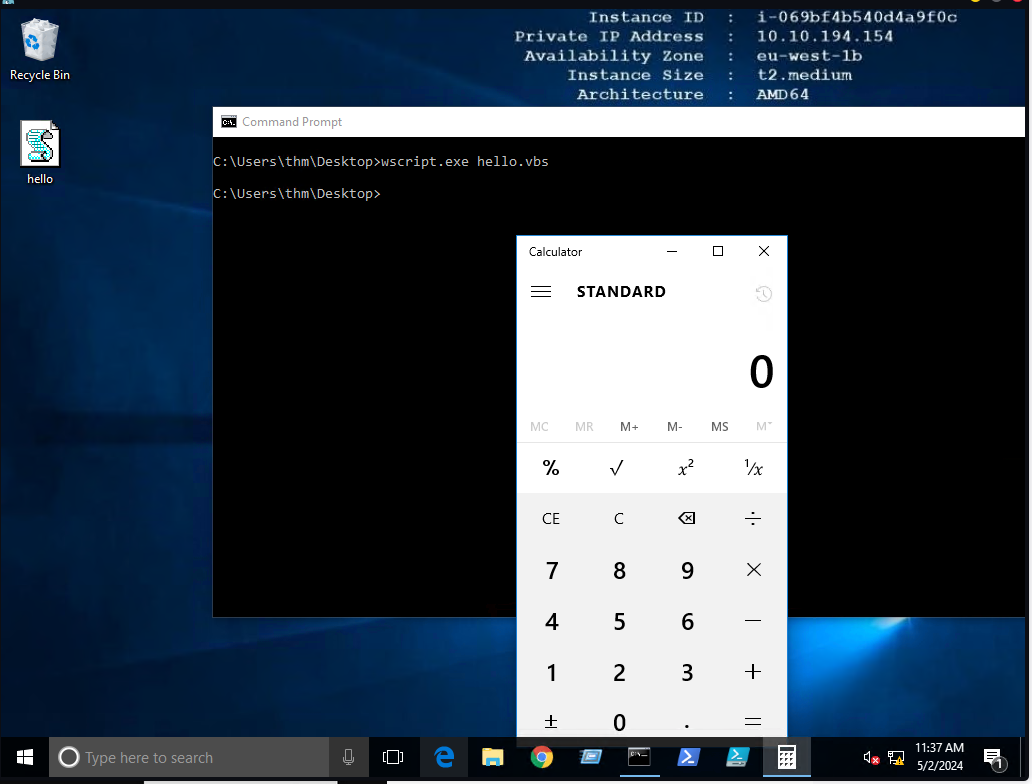 Instance ID : i-069bf4b540d4a9f0c
Private IP Address : 10.10.194.154
Availability Zone : eu-west-1b
Instance Size : t2.medium
Architecture : AMD64
Recycle Bin
hello
Command Prompt
C:\Users\thm\Desktop>wscript.exe hello.vbs
C:\Users\thm\Desktop>
Calculator
STANDARD
0
MC MR M+ M- MS Mˇ
% √ x² ¹/x
CE C ÷
7 8 9 ×
4 5 6 −
1 2 3 +
± 0 . =
Type here to search
11:37 AM
5/2/2024
1